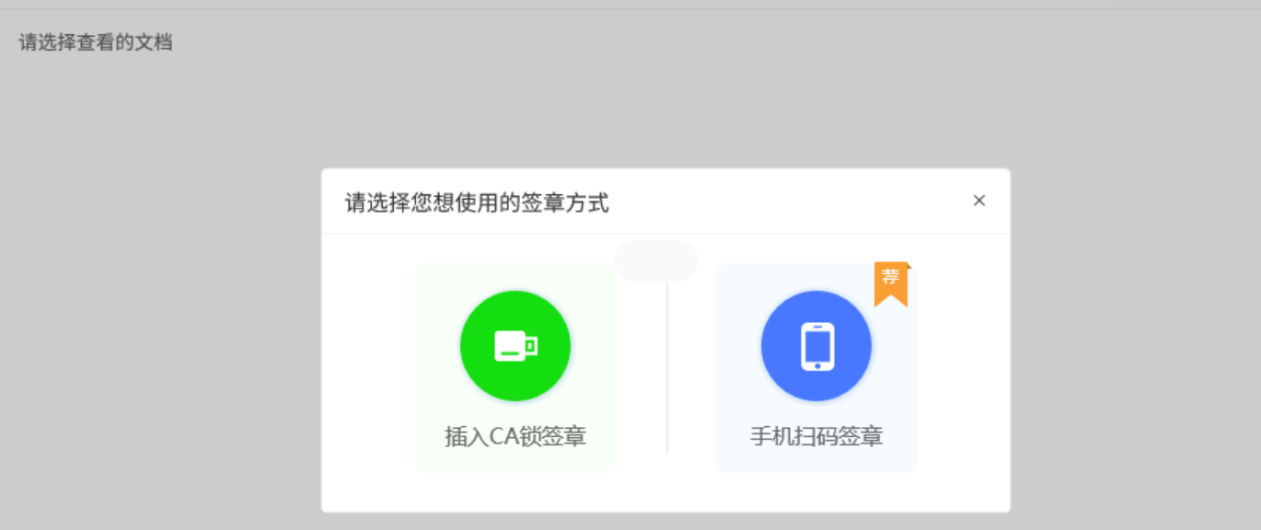 请选择查看的文档
请选择您想使用的签章方式
×
荐
插入CA锁签章
手机扫码签章